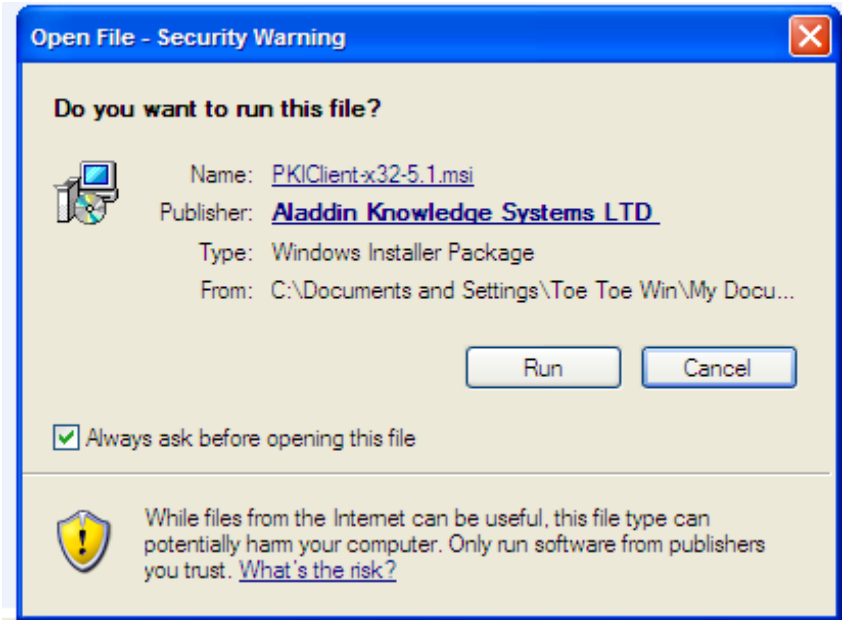 Open File - Security Warning
Do you want to run this file?
Name: PKIClient-x32-5.1.msi
Publisher: Aladdin Knowledge Systems LTD
Type: Windows Installer Package
From: C:\Documents and Settings\Toe Toe Win\My Docu...
Run Cancel
Always ask before opening this file
While files from the Internet can be useful, this file type can
potentially harm your computer. Only run software from publishers
you trust. What's the risk?